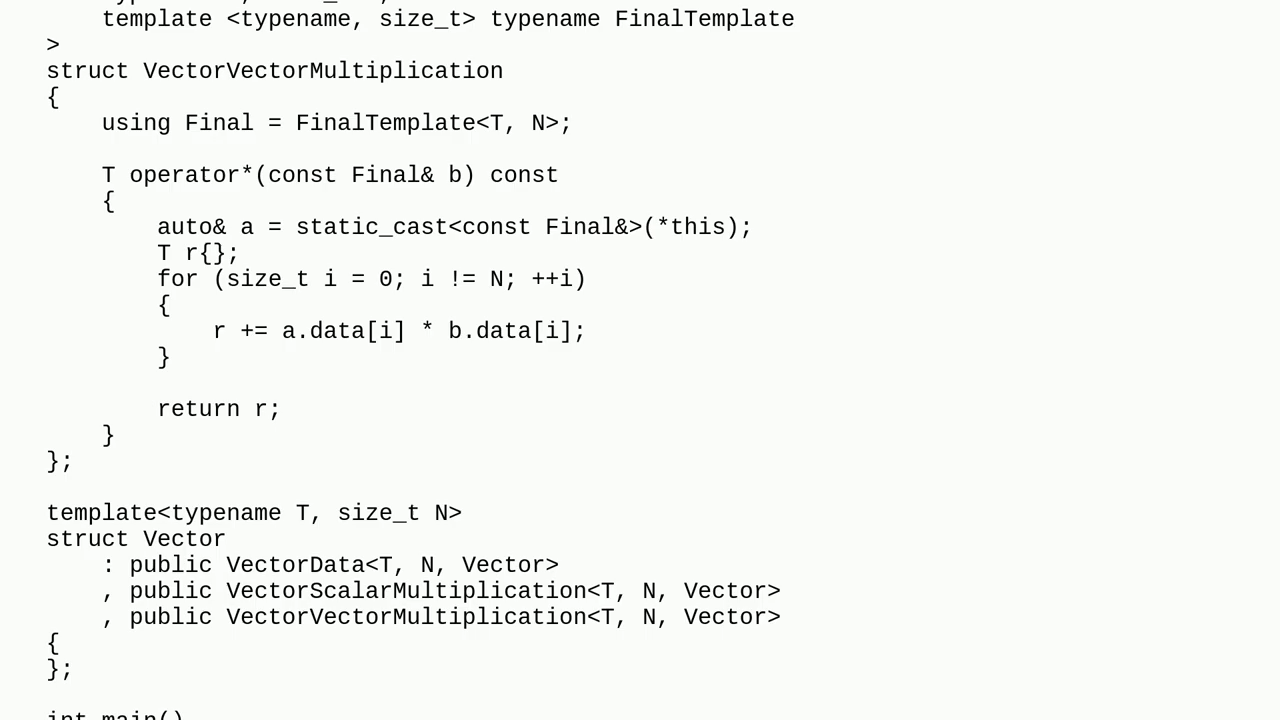 template <typename, size_t> typename FinalTemplate
>
struct VectorVectorMultiplication
{
    using Final = FinalTemplate<T, N>;

    T operator*(const Final& b) const
    {
        auto& a = static_cast<const Final&>(*this);
        T r{};
        for (size_t i = 0; i != N; ++i)
        {
            r += a.data[i] * b.data[i];
        }

        return r;
    }
};

template<typename T, size_t N>
struct Vector
    : public VectorData<T, N, Vector>
    , public VectorScalarMultiplication<T, N, Vector>
    , public VectorVectorMultiplication<T, N, Vector>
{
};

int main()